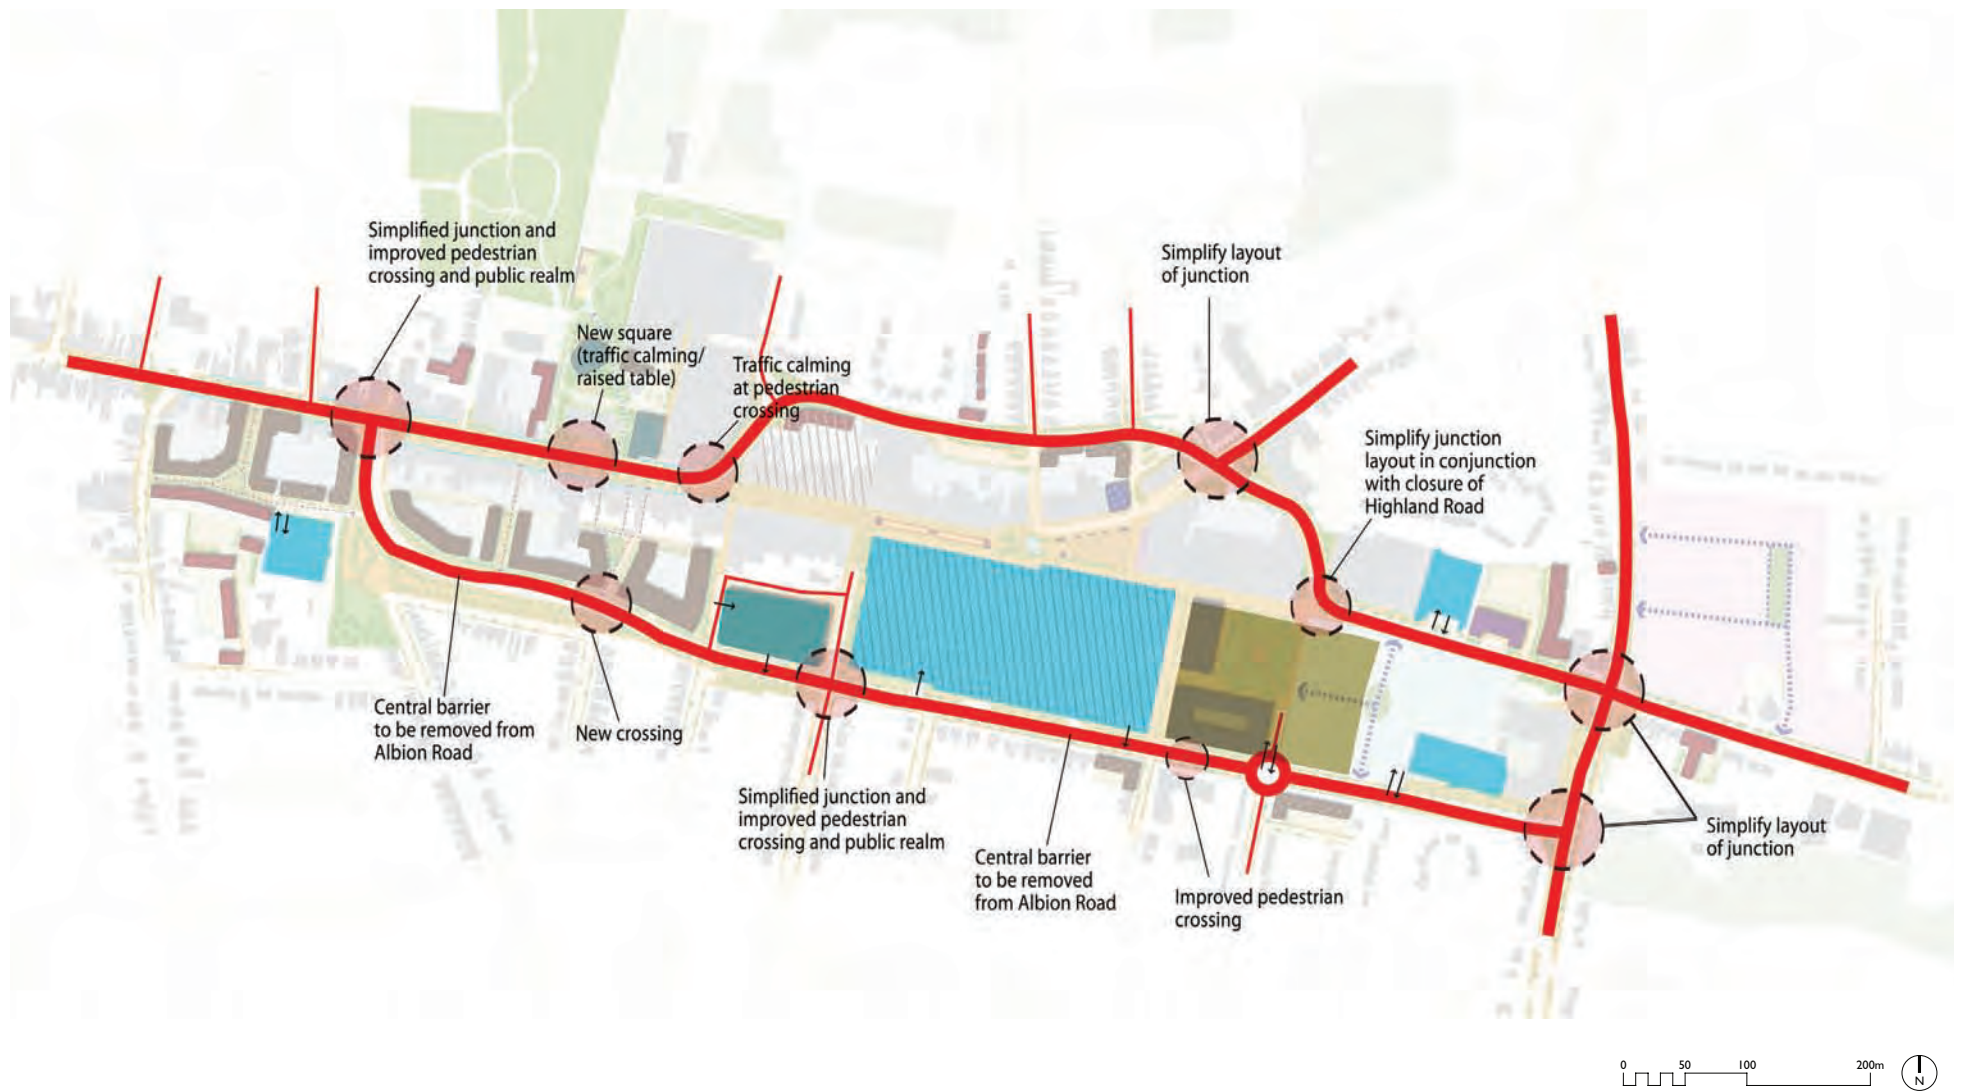 Simplified junction and
improved pedestrian
crossing and public realm
New square
(traffic calming/
raised table)
Traffic calming
at pedestrian
crossing
Simplify layout
of junction
Simplify junction
layout in conjunction
with closure of
Highland Road
Central barrier
to be removed from
Albion Road
New crossing
Simplified junction and
improved pedestrian
crossing and public realm
Central barrier
to be removed
from Albion Road
Improved pedestrian
crossing
Simplify layout
of junction
0 50 100 200m
N